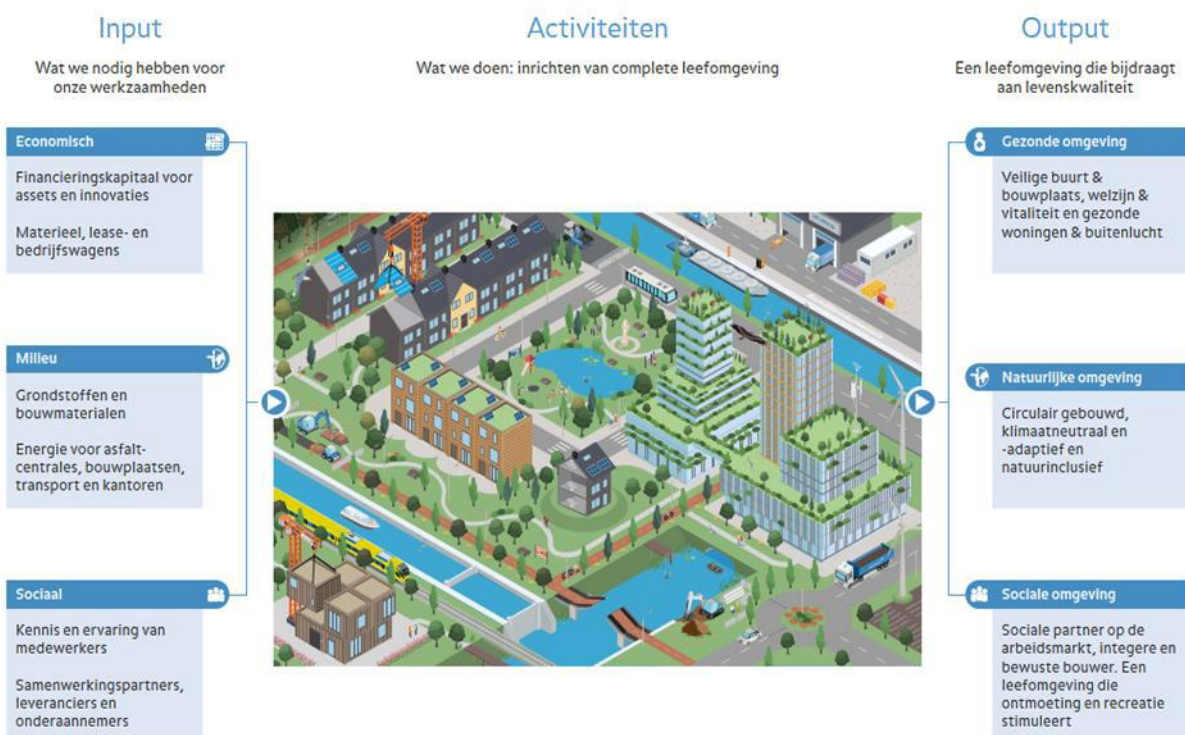 Input
Wat we nodig hebben voor
onze werkzaamheden
Economisch
Financieringskapitaal voor
assets en innovaties
Materieel, lease- en
bedrijfswagens
Milieu
Grondstoffen en
bouwmaterialen
Energie voor asfalt-
centrales, bouwplaatsen,
transport en kantoren
Sociaal
Kennis en ervaring van
medewerkers
Samenwerkingspartners,
leveranciers en
onderaannemers
Activiteiten
Wat we doen: inrichten van complete leefomgeving
Output
Een leefomgeving die bijdraagt
aan levenskwaliteit
Gezonde omgeving
Veilige buurt &
bouwplaats, welzijn &
vitaliteit en gezonde
woningen & buitenlucht
Natuurlijke omgeving
Circulair gebouwd,
klimaatneutraal en
-adaptief en
natuurinclusief
Sociale omgeving
Sociale partner op de
arbeidsmarkt, integere en
bewuste bouwer. Een
leefomgeving die
ontmoeting en recreatie
stimuleert